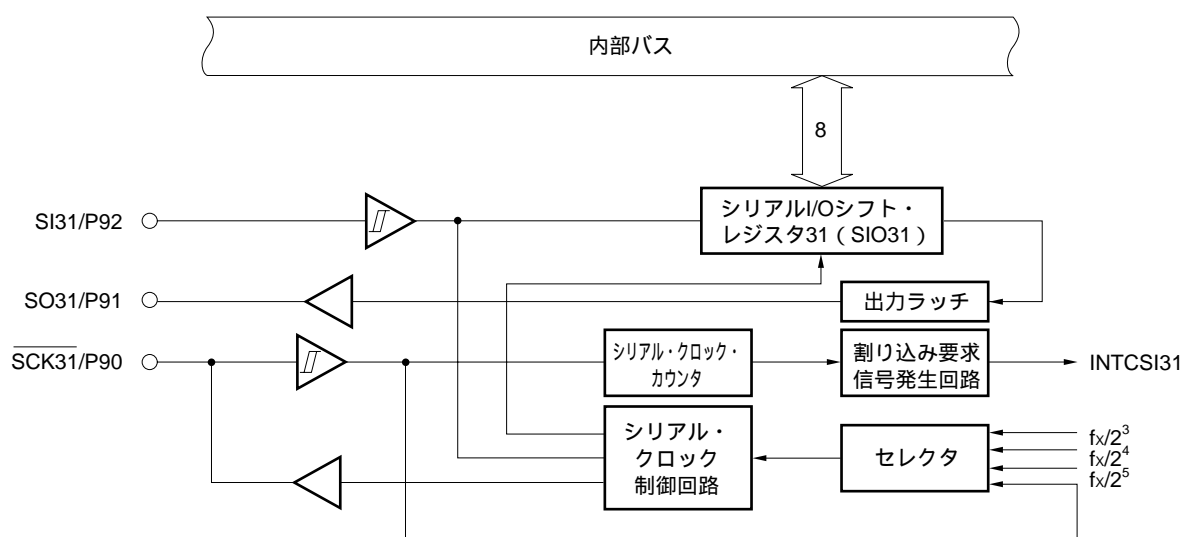 内部バス
8
SI31/P92
シリアルI/Oシフト・
レジスタ31（SIO31）
SO31/P91
出力ラッチ
SCK31/P90
シリアル・クロック・
カウンタ
割り込み要求
信号発生回路
INTCSI31
シリアル・
クロック
制御回路
セレクタ
fx/2³
fx/2⁴
fx/2⁵